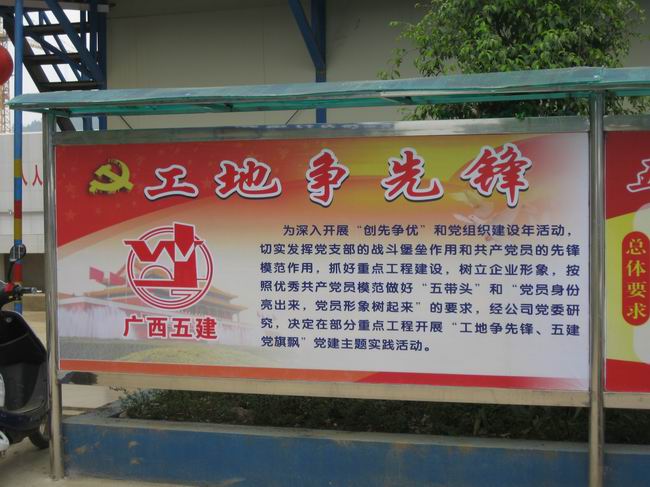 工地争先锋
为深入开展“创先争优”和党组织建设年活动，
切实发挥党支部的战斗堡垒作用和共产党员的先锋
模范作用，抓好重点工程建设，树立企业形象，按
照优秀共产党员模范做好“五带头”和“党员身份
亮出来，党员形象树起来”的要求，经公司党委研
究，决定在部分重点工程开展“工地争先锋、五建
党旗飘”党建主题实践活动。
广西五建
总体要求